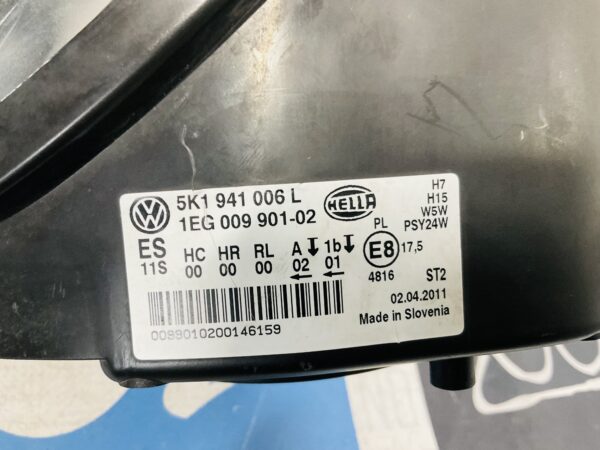 5K1 941 006 L
1EG 009 901-02
HELLA
H7
H15
W5W
PSY24W
ES HC HR RL A 1b PL
11S 00 00 00 02 01 E8 17,5
4816 ST2
0089010200146159
02.04.2011
Made in Slovenia